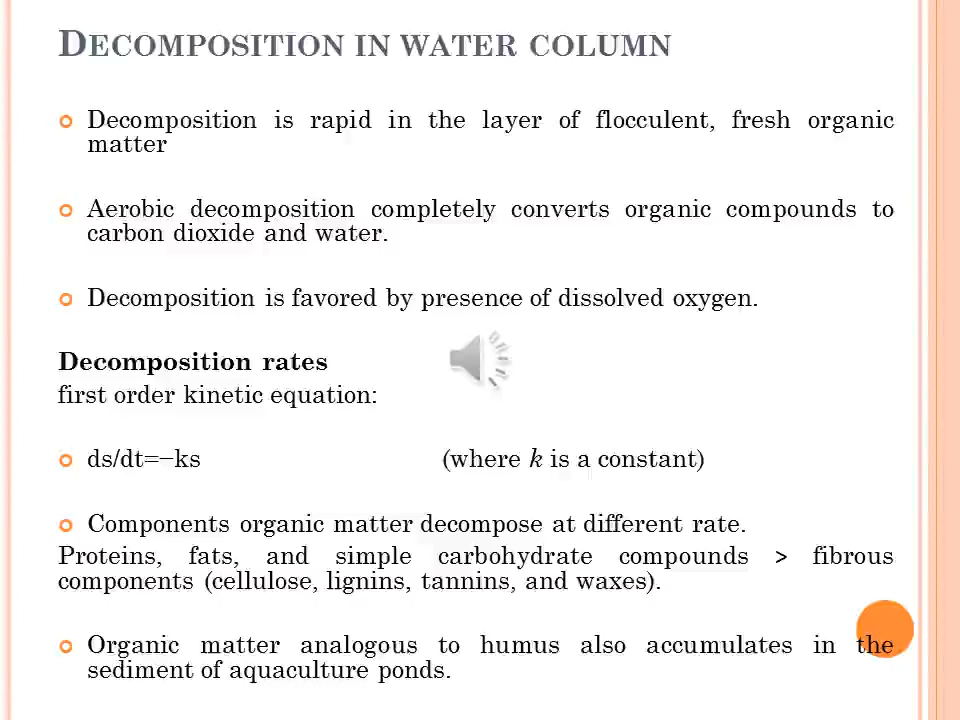 DECOMPOSITION IN WATER COLUMN
Decomposition is rapid in the layer of flocculent, fresh organic
matter
Aerobic decomposition completely converts organic compounds to
carbon dioxide and water.
Decomposition is favored by presence of dissolved oxygen.
Decomposition rates
first order kinetic equation:
ds/dt=−ks (where k is a constant)
Components organic matter decompose at different rate.
Proteins, fats, and simple carbohydrate compounds > fibrous
components (cellulose, lignins, tannins, and waxes).
Organic matter analogous to humus also accumulates in the
sediment of aquaculture ponds.